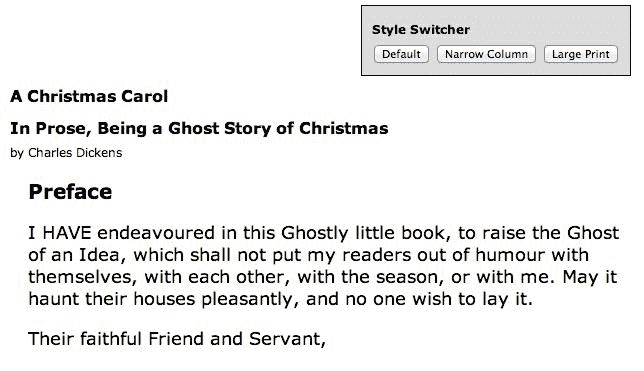 Style Switcher
Default Narrow Column Large Print
A Christmas Carol
In Prose, Being a Ghost Story of Christmas
by Charles Dickens
Preface
I HAVE endeavoured in this Ghostly little book, to raise the Ghost
of an Idea, which shall not put my readers out of humour with
themselves, with each other, with the season, or with me. May it
haunt their houses pleasantly, and no one wish to lay it.
Their faithful Friend and Servant,